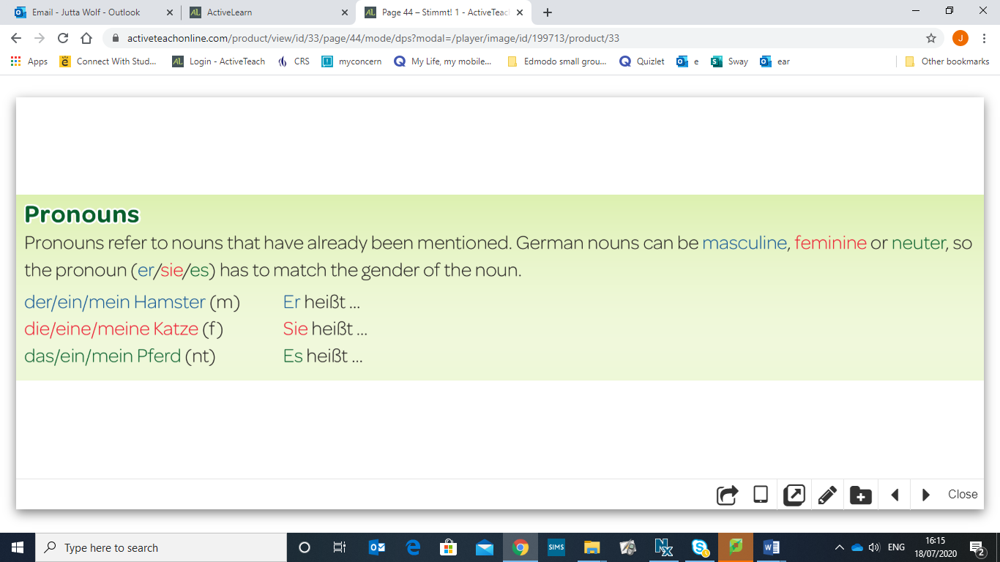 Email - Jutta Wolf - Outlook
ActiveLearn
Page 44 – Stimmt! 1 - ActiveTeac
activeteachonline.com/product/view/id/33/page/44/mode/dps?modal=/player/image/id/199713/product/33
J
Apps
Connect With Stud...
AL Login - ActiveTeach
CRS
myconcern
My Life, my mobile...
Edmodo small grou...
Quizlet
e
Sway
ear
Other bookmarks
Pronouns
Pronouns refer to nouns that have already been mentioned. German nouns can be masculine, feminine or neuter, so
the pronoun (er/sie/es) has to match the gender of the noun.
der/ein/mein Hamster (m) Er heißt ...
die/eine/meine Katze (f) Sie heißt ...
das/ein/mein Pferd (nt) Es heißt ...
Close
Type here to search
SIMS
ENG
16:15
18/07/2020
2